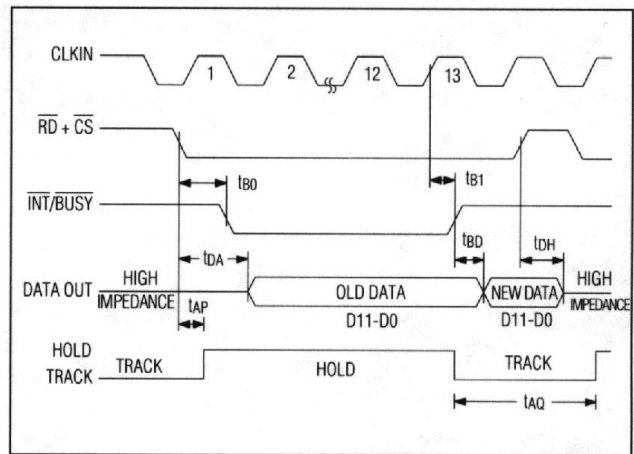 CLKIN
1 2 12 13
RD + CS
tB0
tB1
INT/BUSY
tDA
tBD
tDH
DATA OUT
HIGH
IMPEDANCE
OLD DATA
D11-D0
NEW DATA
D11-D0
HIGH
IMPEDANCE
tAP
HOLD
TRACK
TRACK
HOLD
TRACK
tAQ